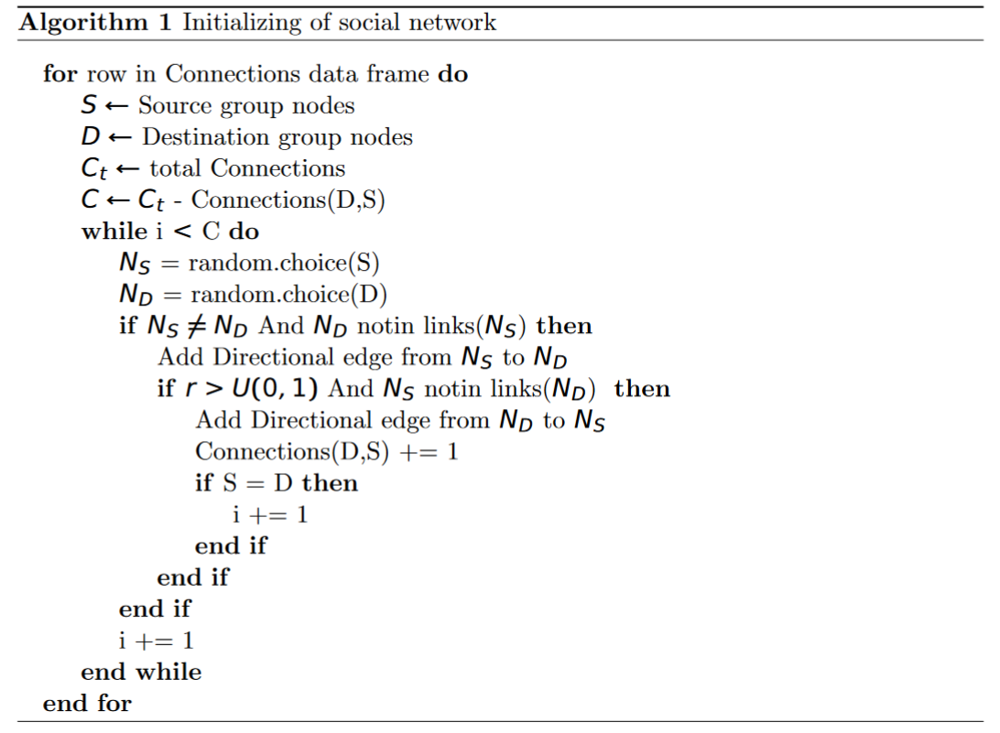 Algorithm 1 Initializing of social network
for row in Connections data frame do
S ← Source group nodes
D ← Destination group nodes
Cₜ ← total Connections
C ← Cₜ - Connections(D,S)
while i < C do
N_S = random.choice(S)
N_D = random.choice(D)
if N_S ≠ N_D And N_D notin links(N_S) then
Add Directional edge from N_S to N_D
if r > U(0, 1) And N_S notin links(N_D) then
Add Directional edge from N_D to N_S
Connections(D,S) += 1
if S = D then
i += 1
end if
end if
end if
i += 1
end while
end for